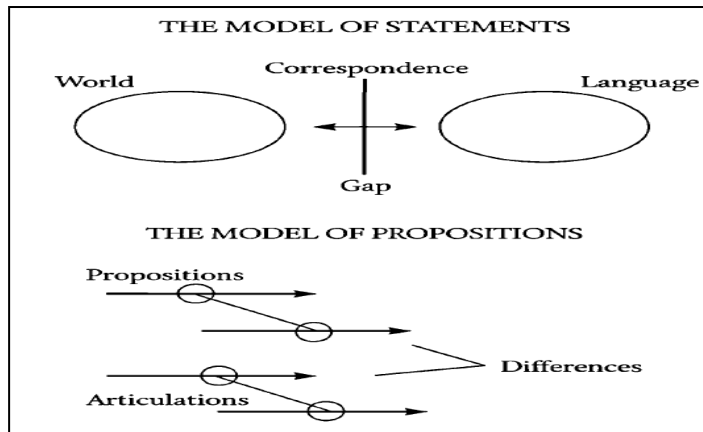 THE MODEL OF STATEMENTS
Correspondence
World
Language
Gap
THE MODEL OF PROPOSITIONS
Propositions
Differences
Articulations